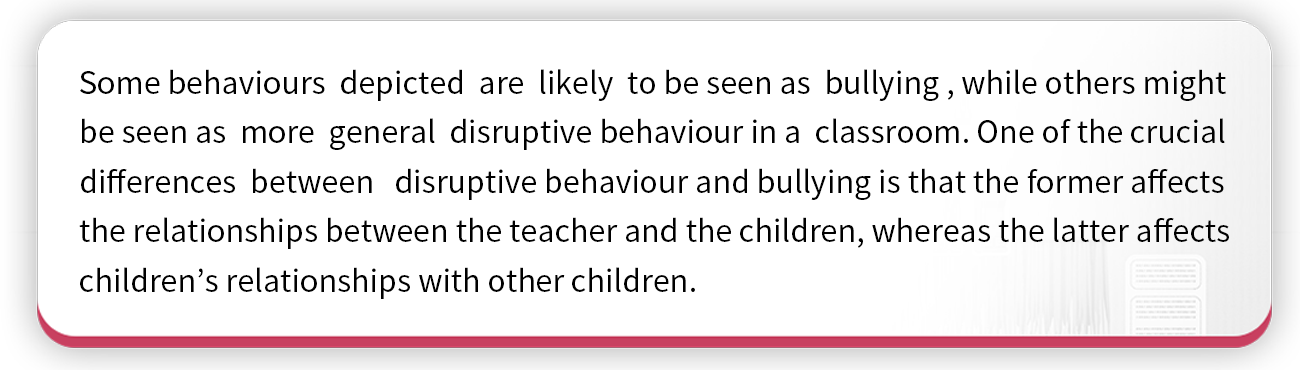 Some behaviours depicted are likely to be seen as bullying , while others might
be seen as more general disruptive behaviour in a classroom. One of the crucial
differences between disruptive behaviour and bullying is that the former affects
the relationships between the teacher and the children, whereas the latter affects
children’s relationships with other children.